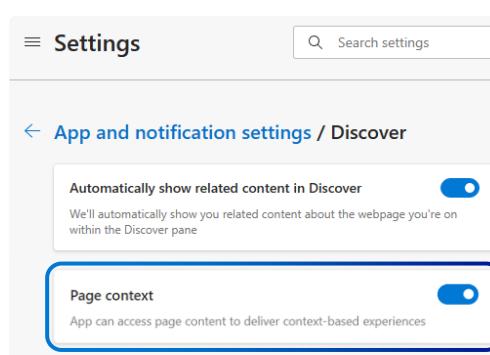 Settings
Search settings
App and notification settings / Discover
Automatically show related content in Discover
We'll automatically show you related content about the webpage you're on
within the Discover pane
Page context
App can access page content to deliver context-based experiences